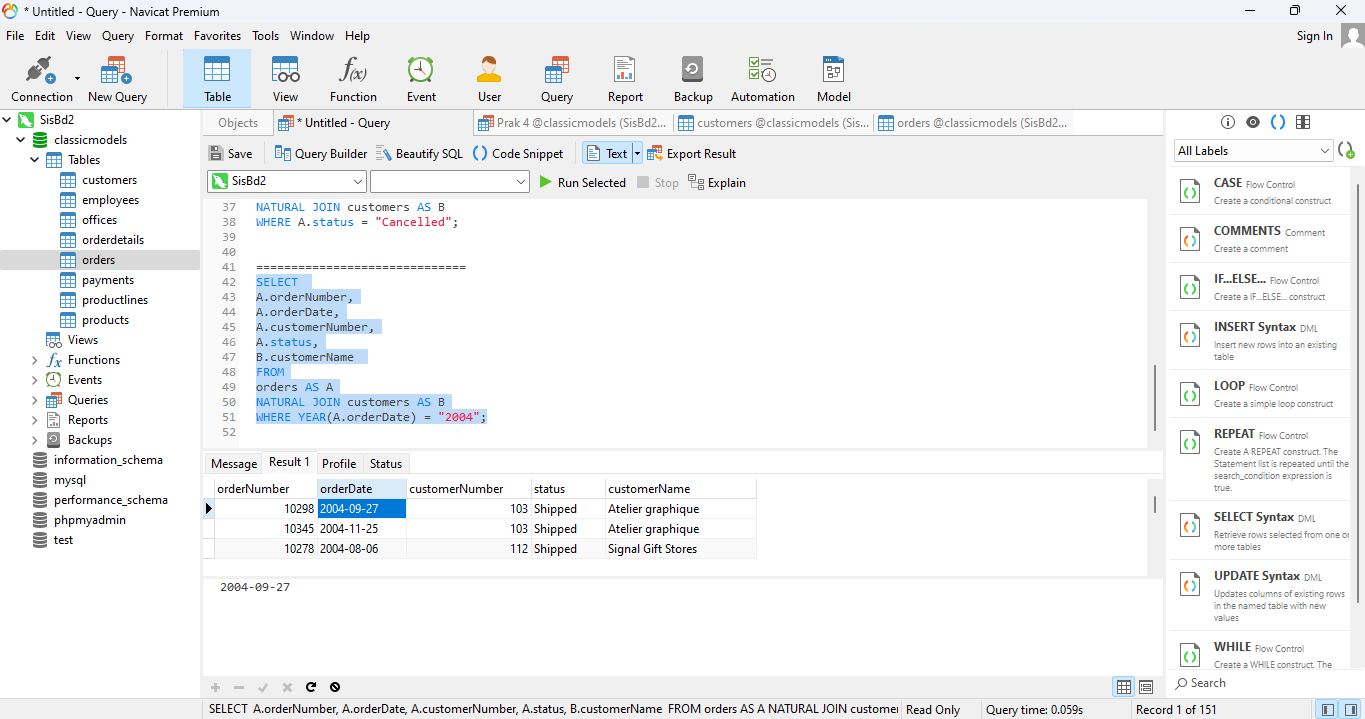 * Untitled - Query - Navicat Premium
File Edit View Query Format Favorites Tools Window Help
Sign In
Connection New Query Table View Function Event User Query Report Backup Automation Model
f(x)
SisBd2
classicmodels
Tables
customers
employees
offices
orderdetails
orders
payments
productlines
products
Views
fx Functions
Events
Queries
Reports
Backups
information_schema
mysql
performance_schema
phpmyadmin
test
Objects * Untitled - Query Prak 4 @classicmodels (SisBd2... customers @classicmodels (Sis... orders @classicmodels (SisBd2...
Save Query Builder Beautify SQL () Code Snippet Text Export Result
SisBd2 Run Selected Stop Explain
37 NATURAL JOIN customers AS B
38 WHERE A.status = "Cancelled";
39
40
41 ==============================
42 SELECT
43 A.orderNumber,
44 A.orderDate,
45 A.customerNumber,
46 A.status,
47 B.customerName
48 FROM
49 orders AS A
50 NATURAL JOIN customers AS B
51 WHERE YEAR(A.orderDate) = "2004";
52
Message Result 1 Profile Status
orderNumber orderDate customerNumber status customerName
10298 2004-09-27 103 Shipped Atelier graphique
10345 2004-11-25 103 Shipped Atelier graphique
10278 2004-08-06 112 Shipped Signal Gift Stores
2004-09-27
SELECT A.orderNumber, A.orderDate, A.customerNumber, A.status, B.customerName FROM orders AS A NATURAL JOIN customer
Read Only
Query time: 0.059s
Record 1 of 151
All Labels
CASE Flow Control
Create a conditional construct
COMMENTS Comment
Create a comment
IF...ELSE... Flow Control
Create a IF...ELSE... construct
INSERT Syntax DML
Insert new rows into an existing
table
LOOP Flow Control
Create a simple loop construct
REPEAT Flow Control
Create A REPEAT construct. The
Statement list is repeated until the
search_condition expression is
true.
SELECT Syntax DML
Retrieve rows selected from one or
more tables
UPDATE Syntax DML
Updates columns of existing rows
in the named table with new
values
WHILE Flow Control
Create a WHILE construct. The
Search